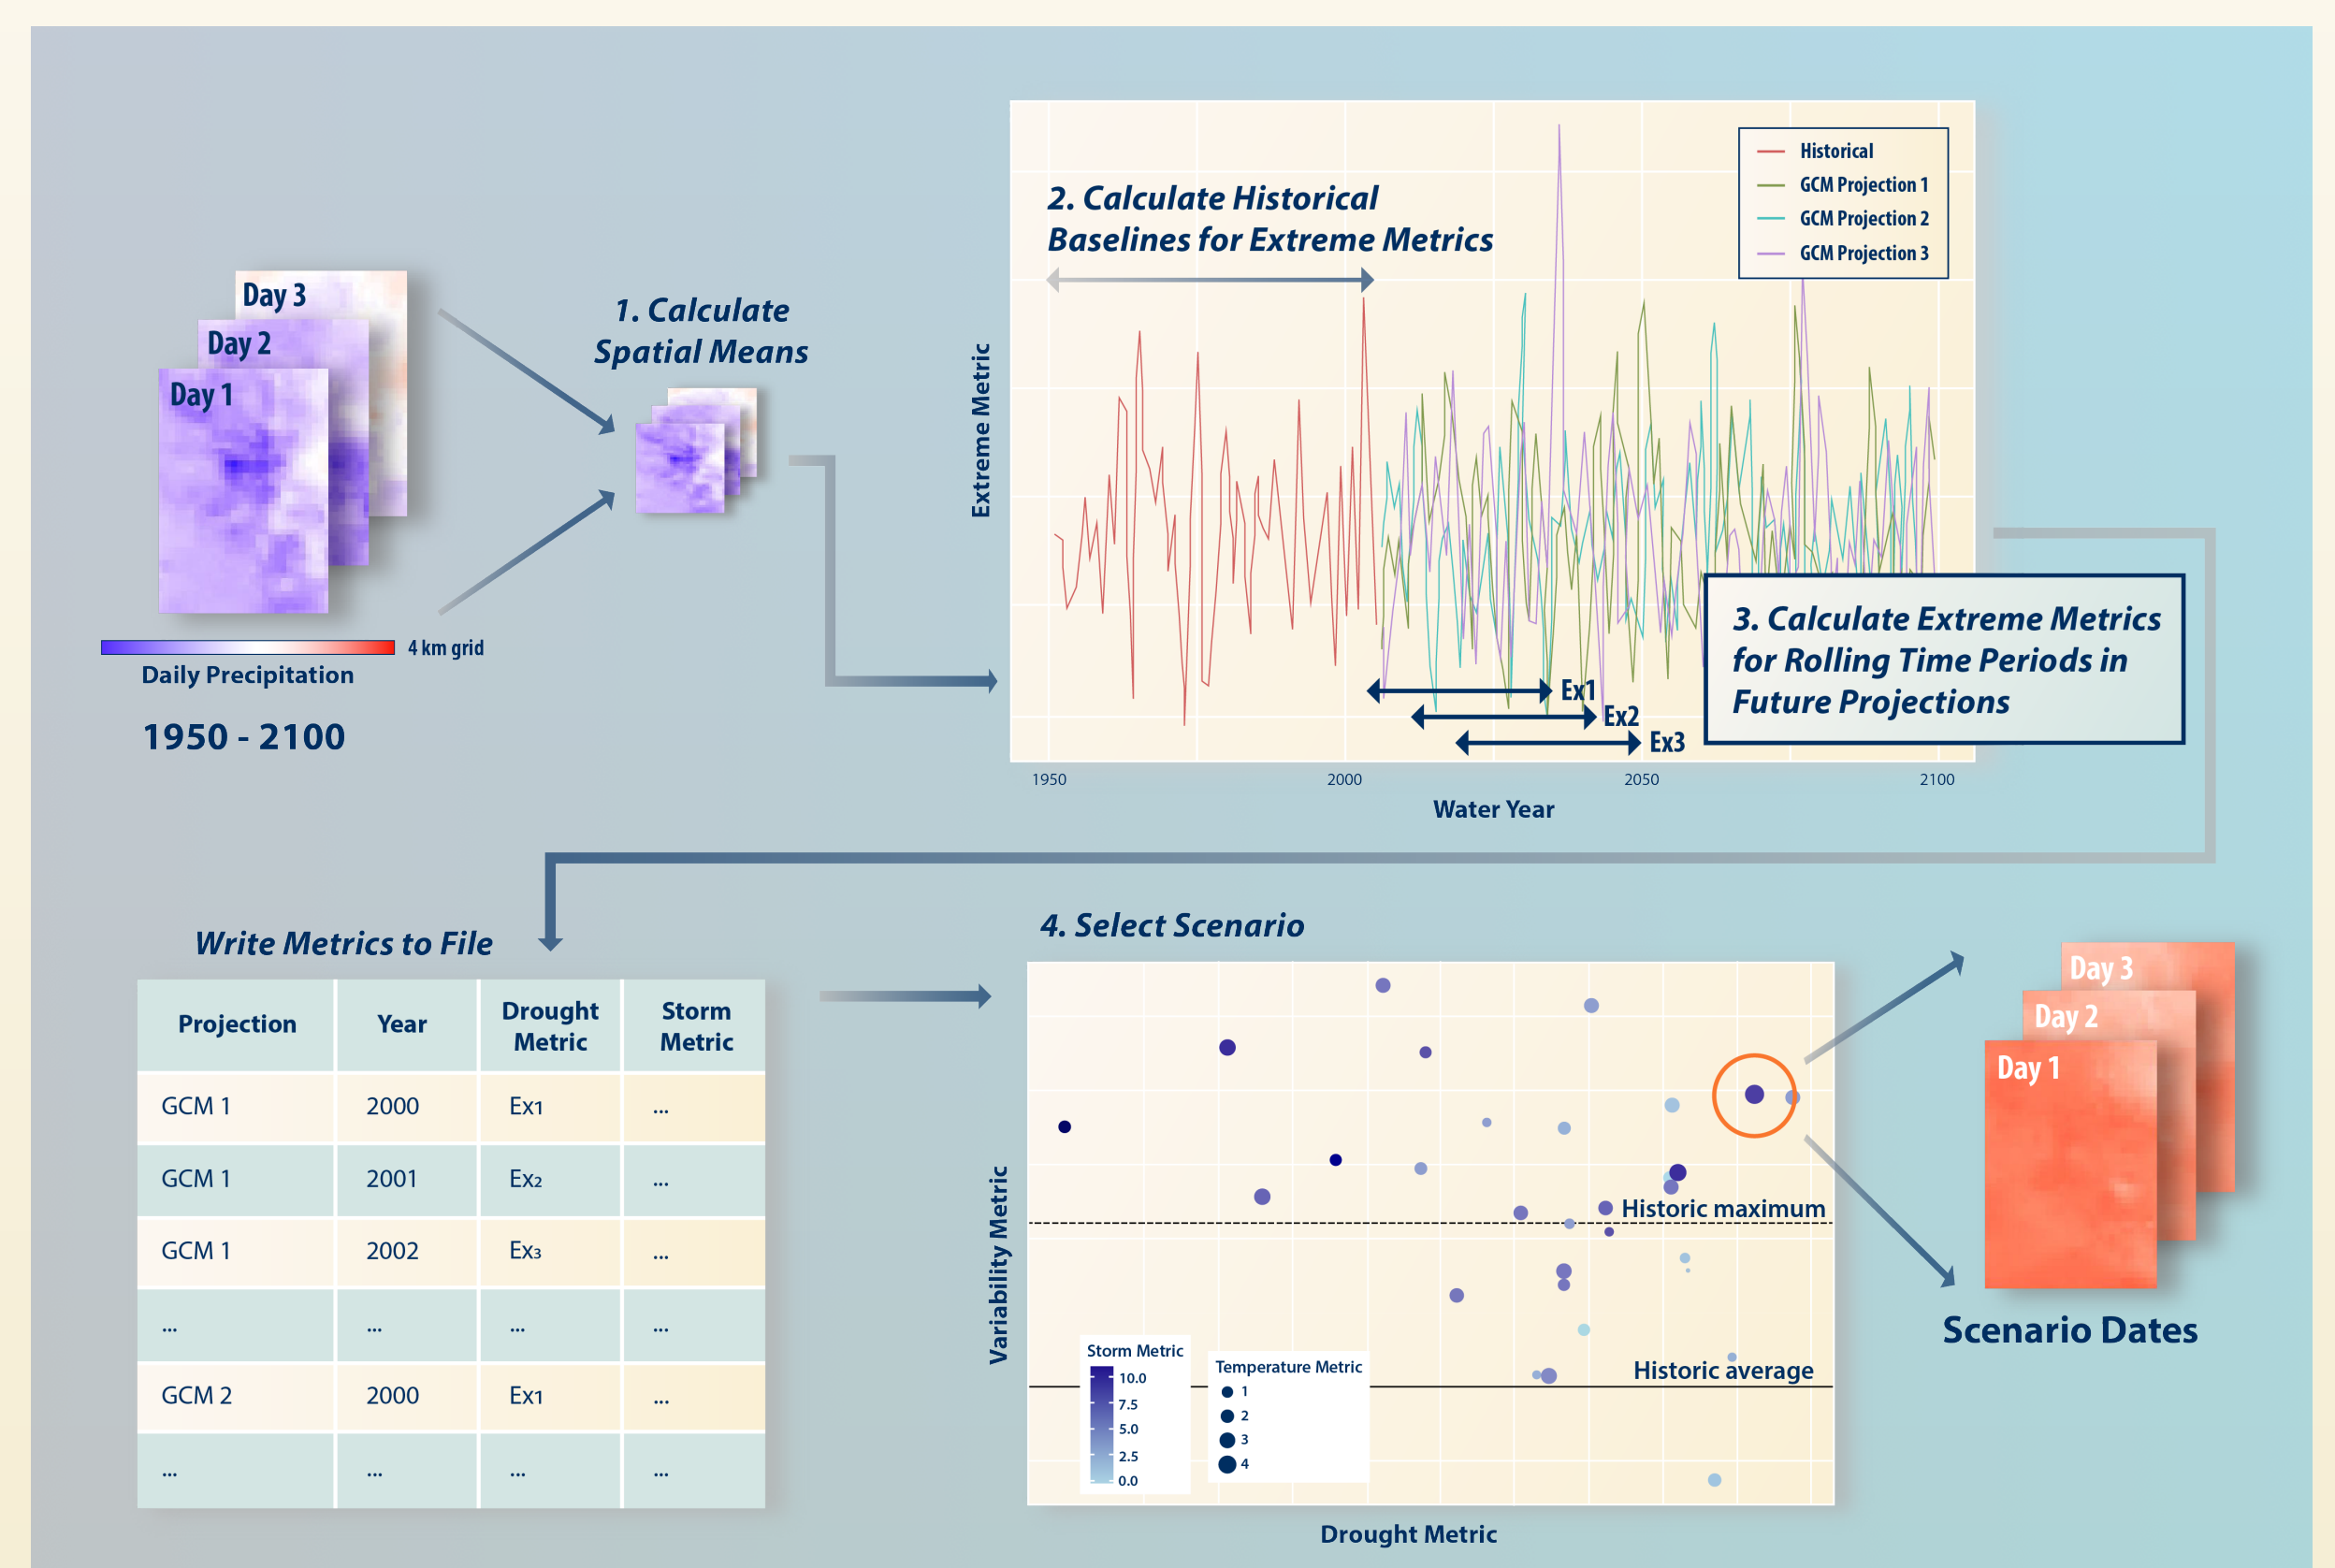 Day 3
Day 2
Day 1
4 km grid
Daily Precipitation
1950 - 2100
1. Calculate
Spatial Means
2. Calculate Historical
Baselines for Extreme Metrics
Historical
GCM Projection 1
GCM Projection 2
GCM Projection 3
Extreme Metric
Ex1
Ex2
Ex3
3. Calculate Extreme Metrics
for Rolling Time Periods in
Future Projections
1950 2000 2050 2100
Water Year
Write Metrics to File
Projection Year Drought Metric Storm Metric
GCM 1 2000 Ex1 ...
GCM 1 2001 Ex2 ...
GCM 1 2002 Ex3 ...
... ... ... ...
GCM 2 2000 Ex1 ...
... ... ... ...
4. Select Scenario
Variability Metric
Historic maximum
Historic average
Storm Metric
10.0
7.5
5.0
2.5
0.0
Temperature Metric
1
2
3
4
Drought Metric
Day 3
Day 2
Day 1
Scenario Dates